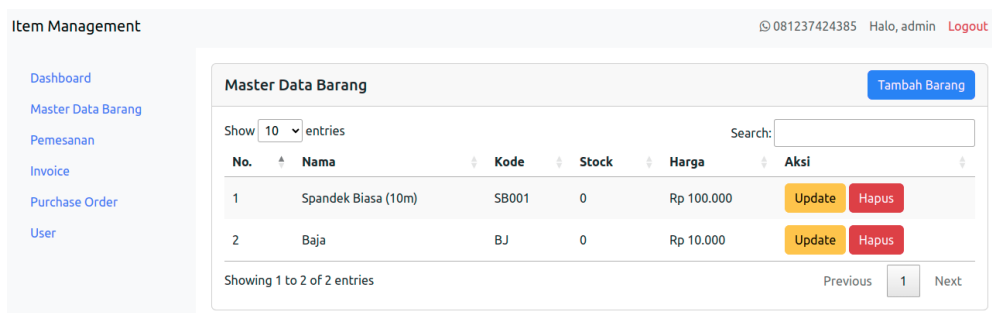 Item Management
081237424385 Halo, admin Logout
Dashboard
Master Data Barang
Pemesanan
Invoice
Purchase Order
User
Master Data Barang
Tambah Barang
Show 10 entries
Search:
No. Nama Kode Stock Harga Aksi
1 Spandek Biasa (10m) SB001 0 Rp 100.000 Update Hapus
2 Baja BJ 0 Rp 10.000 Update Hapus
Showing 1 to 2 of 2 entries
Previous 1 Next